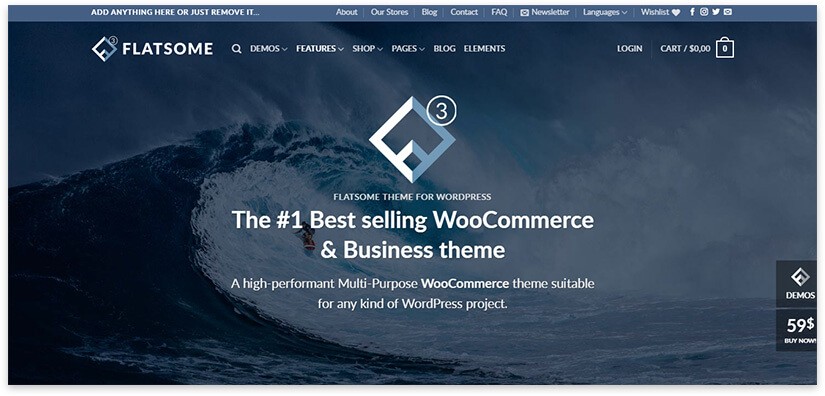 ADD ANYTHING HERE OR JUST REMOVE IT...
About Our Stores Blog Contact FAQ Newsletter Languages Wishlist
3 FLATSOME
DEMOS FEATURES SHOP PAGES BLOG ELEMENTS
LOGIN CART / $0,00 0
3
FLATSOME THEME FOR WORDPRESS
The #1 Best selling WooCommerce
& Business theme
A high-performant Multi-Purpose WooCommerce theme suitable
for any kind of WordPress project.
DEMOS
59$
BUY NOW!